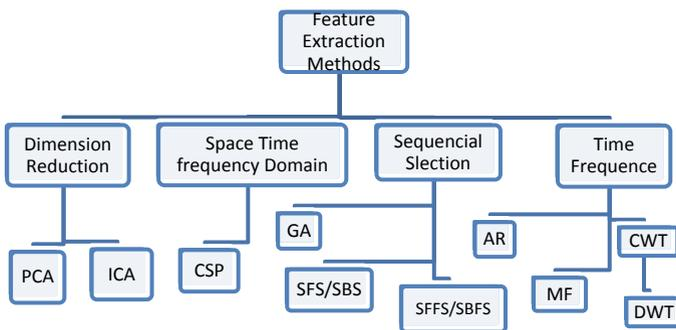 Feature
Extraction
Methods
Dimension
Reduction
Space Time
frequency Domain
Sequencial
Slection
Time
Frequence
PCA
ICA
CSP
GA
SFS/SBS
SFFS/SBFS
AR
MF
CWT
DWT